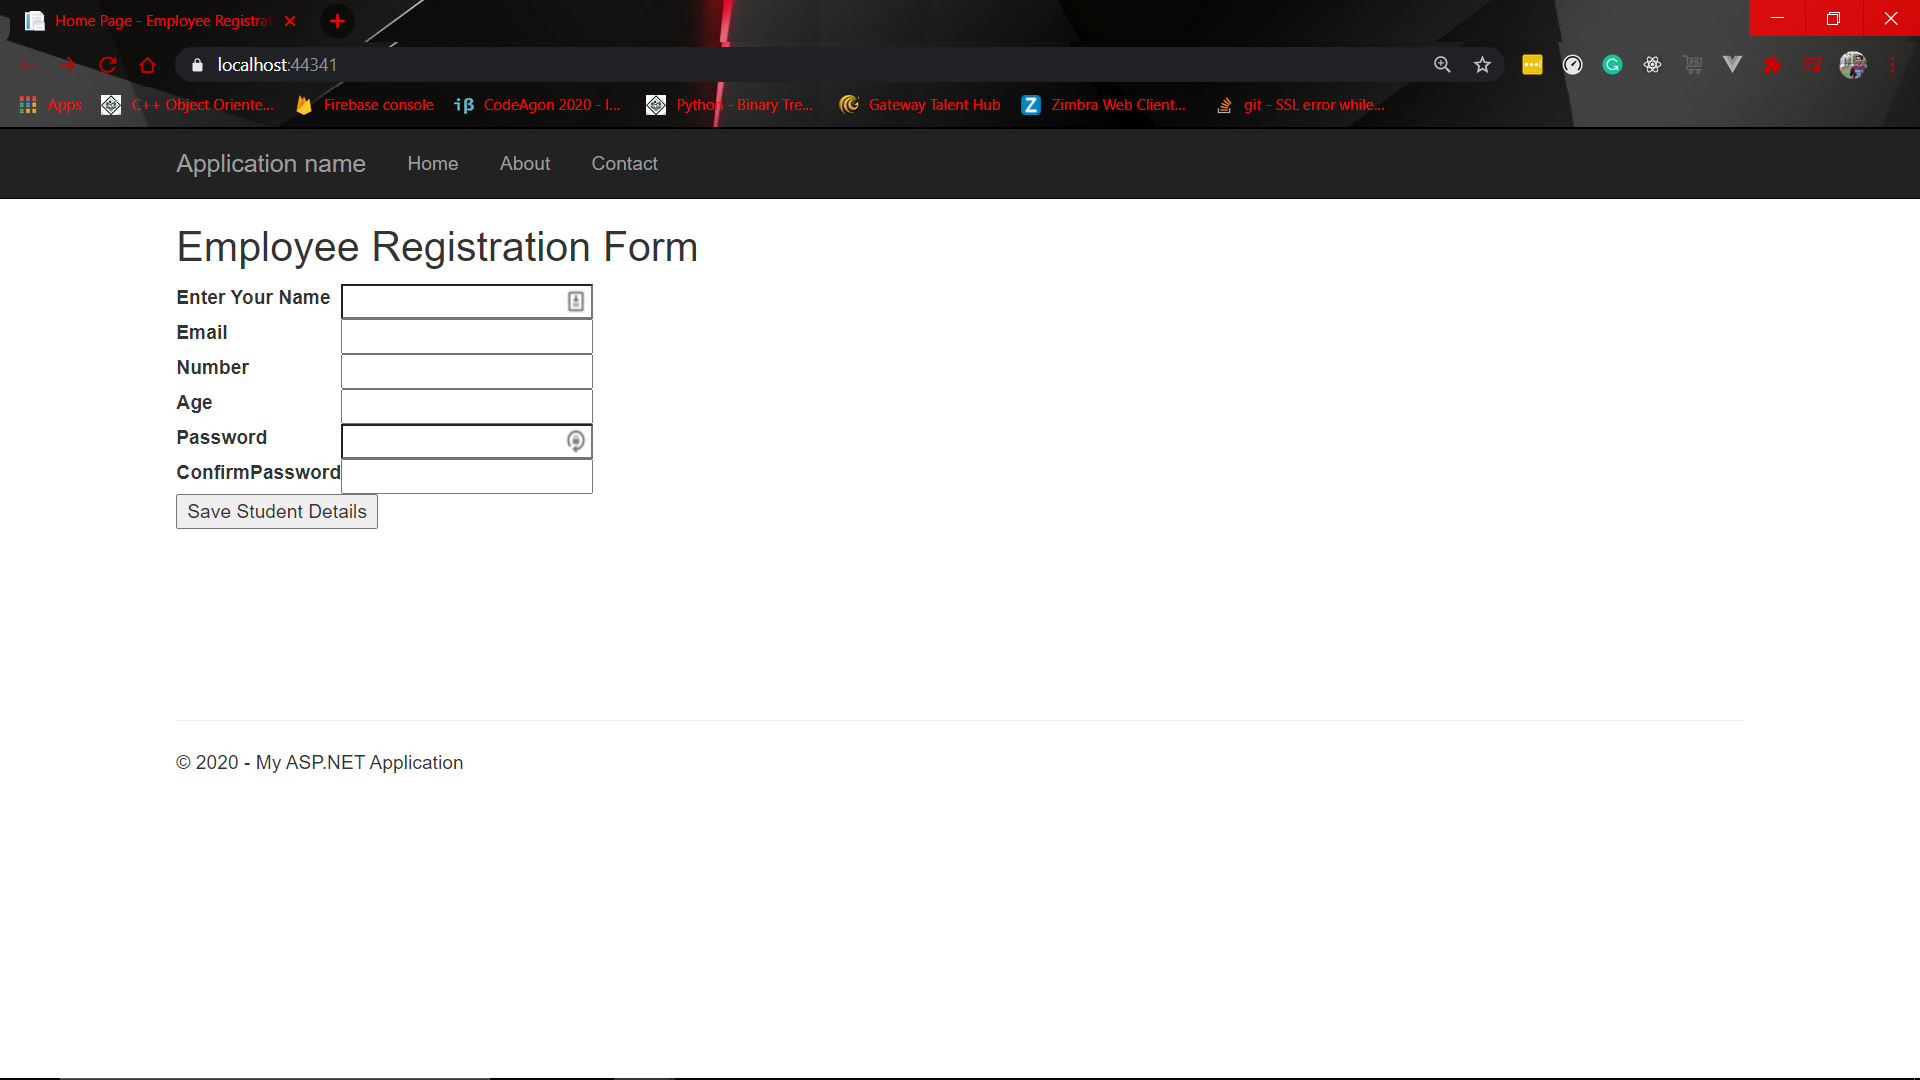 Home Page - Employee Registrat
localhost:44341
Apps C++ Object Oriente... Firebase console iβ CodeAgon 2020 - I... Python - Binary Tre... Gateway Talent Hub Z Zimbra Web Client... git - SSL error while...
Application name Home About Contact
Employee Registration Form
Enter Your Name
Email
Number
Age
Password
ConfirmPassword
Save Student Details
© 2020 - My ASP.NET Application